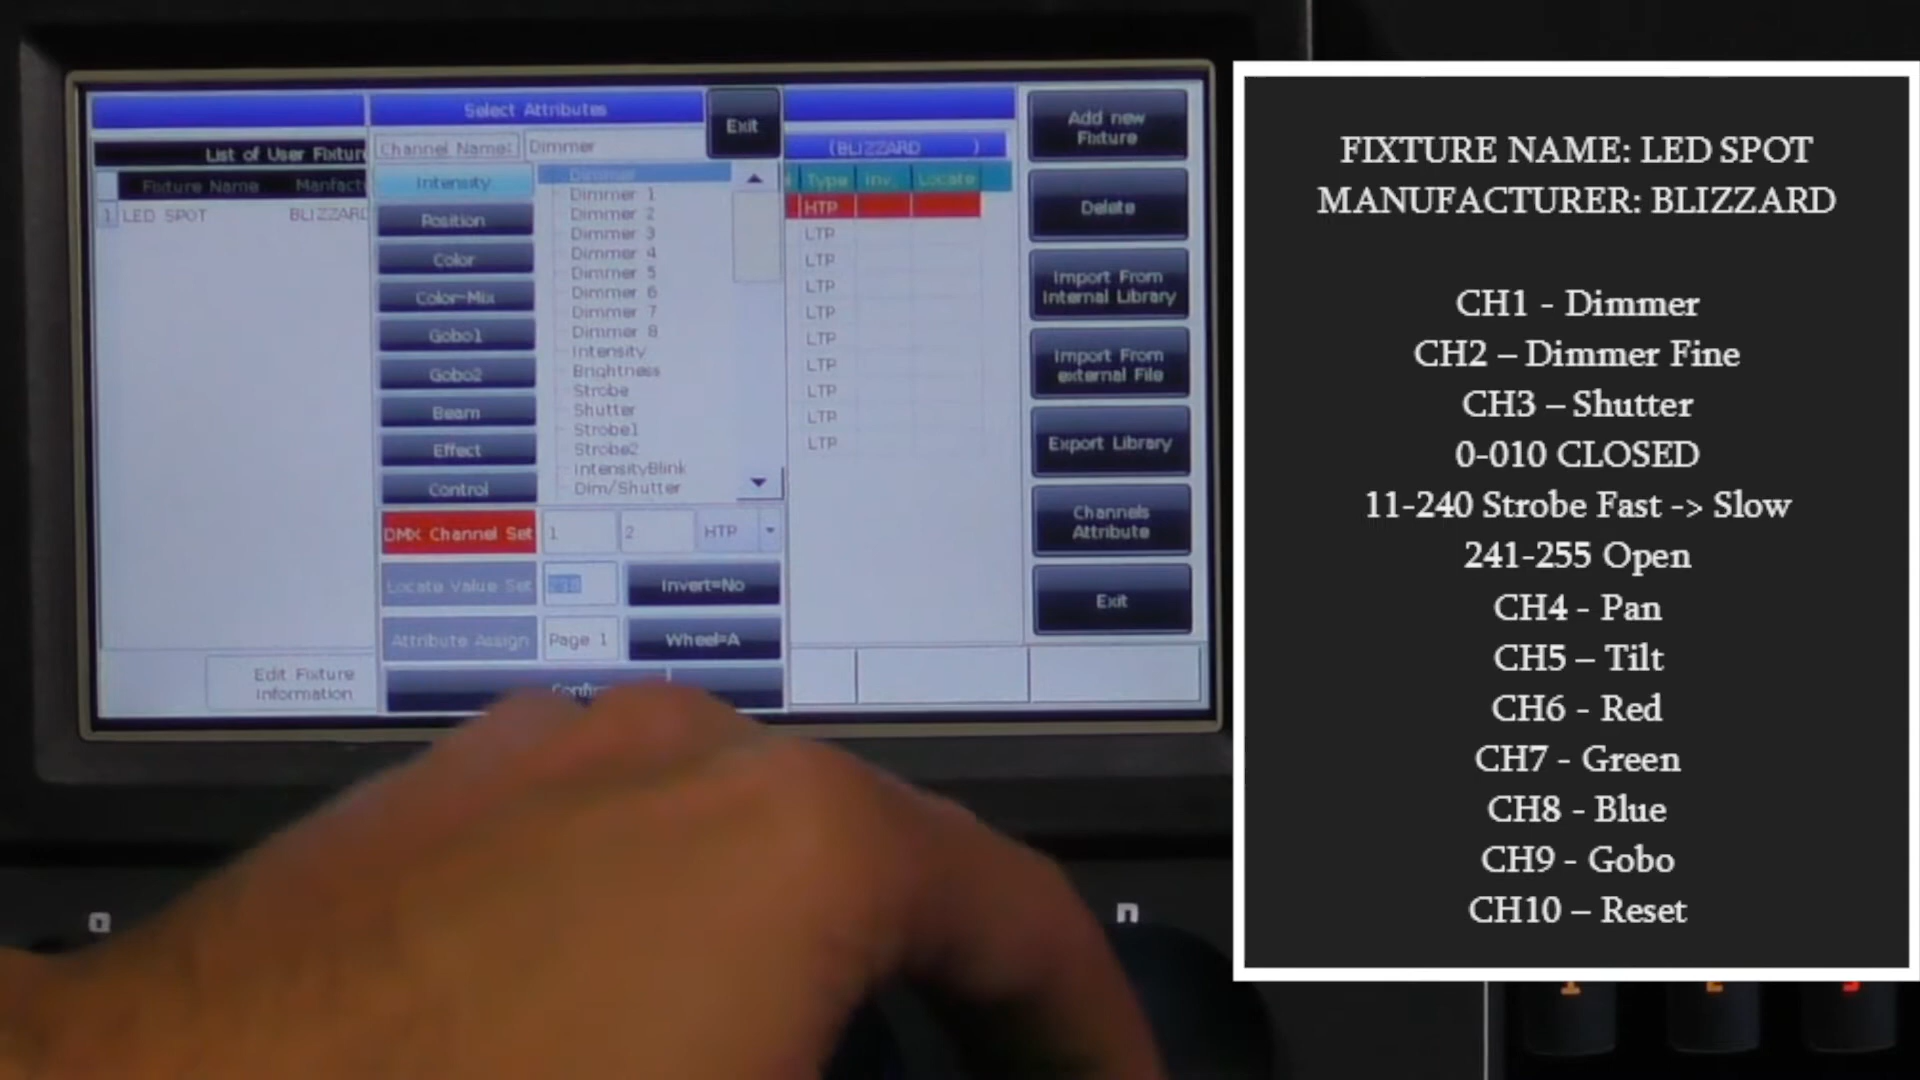 Select Attributes
Exit
List of User Fixtur
Channel Name:
Dimmer
(BLIZZARD )
Fixture Name
Manfact
Type
Inv.
Locate
1
LED SPOT
BLIZZARD
HTP
LTP
LTP
LTP
LTP
LTP
LTP
LTP
LTP
LTP
Intensity
Position
Color
Color-Mix
Gobo1
Gobo2
Beam
Effect
Control
Dimmer
Dimmer 1
Dimmer 2
Dimmer 3
Dimmer 4
Dimmer 5
Dimmer 6
Dimmer 7
Dimmer 8
Intensity
Brightness
Strobe
Shutter
Strobe1
Strobe2
IntensityBlink
Dim/Shutter
DMX Channel Set
1
2
HTP
Locate Value Set
Invert=No
Attribute Assign
Page 1
Wheel=A
Edit Fixture
Information
Add new
Fixture
Delete
Import From
Internal Library
Import From
external File
Export Library
Channels
Attribute
Exit
FIXTURE NAME: LED SPOT
MANUFACTURER: BLIZZARD
CH1 - Dimmer
CH2 – Dimmer Fine
CH3 – Shutter
0-010 CLOSED
11-240 Strobe Fast -> Slow
241-255 Open
CH4 - Pan
CH5 – Tilt
CH6 - Red
CH7 - Green
CH8 - Blue
CH9 - Gobo
CH10 – Reset